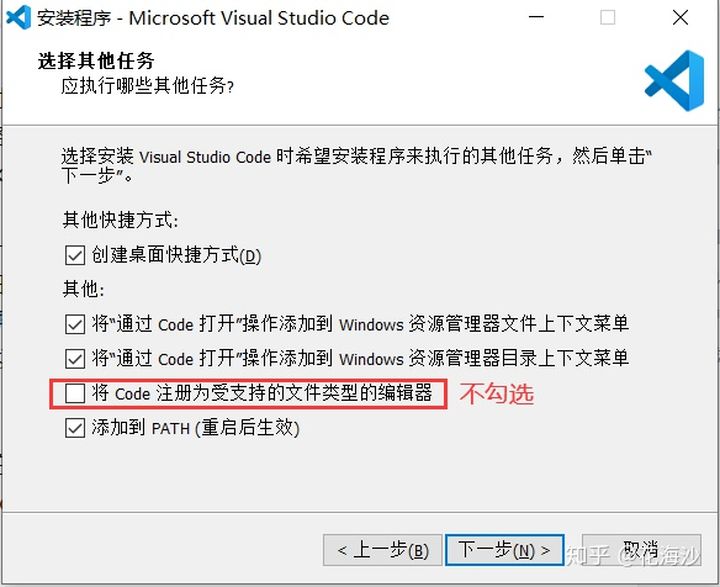 安装程序 - Microsoft Visual Studio Code
选择其他任务
应执行哪些其他任务?
选择安装 Visual Studio Code 时希望安装程序来执行的其他任务，然后单击“
下一步”。
其他快捷方式:
创建桌面快捷方式(D)
其他:
将“通过 Code 打开”操作添加到 Windows 资源管理器文件上下文菜单
将“通过 Code 打开”操作添加到 Windows 资源管理器目录上下文菜单
将 Code 注册为受支持的文件类型的编辑器 不勾选
添加到 PATH (重启后生效)
< 上一步(B) 下一步(N) > 取消
知乎 @花海沙